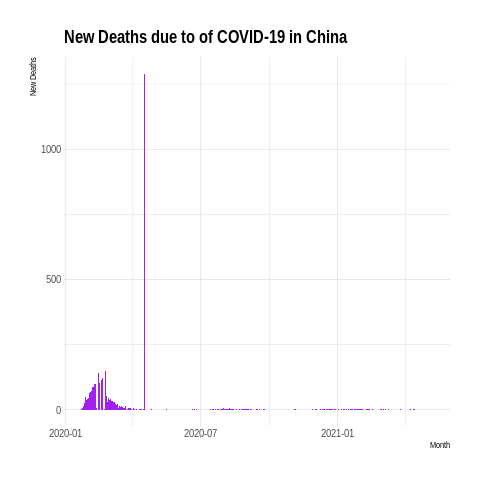 New Deaths due to of COVID-19 in China
New Deaths
1000
500
0
2020-01
2020-07
2021-01
Month